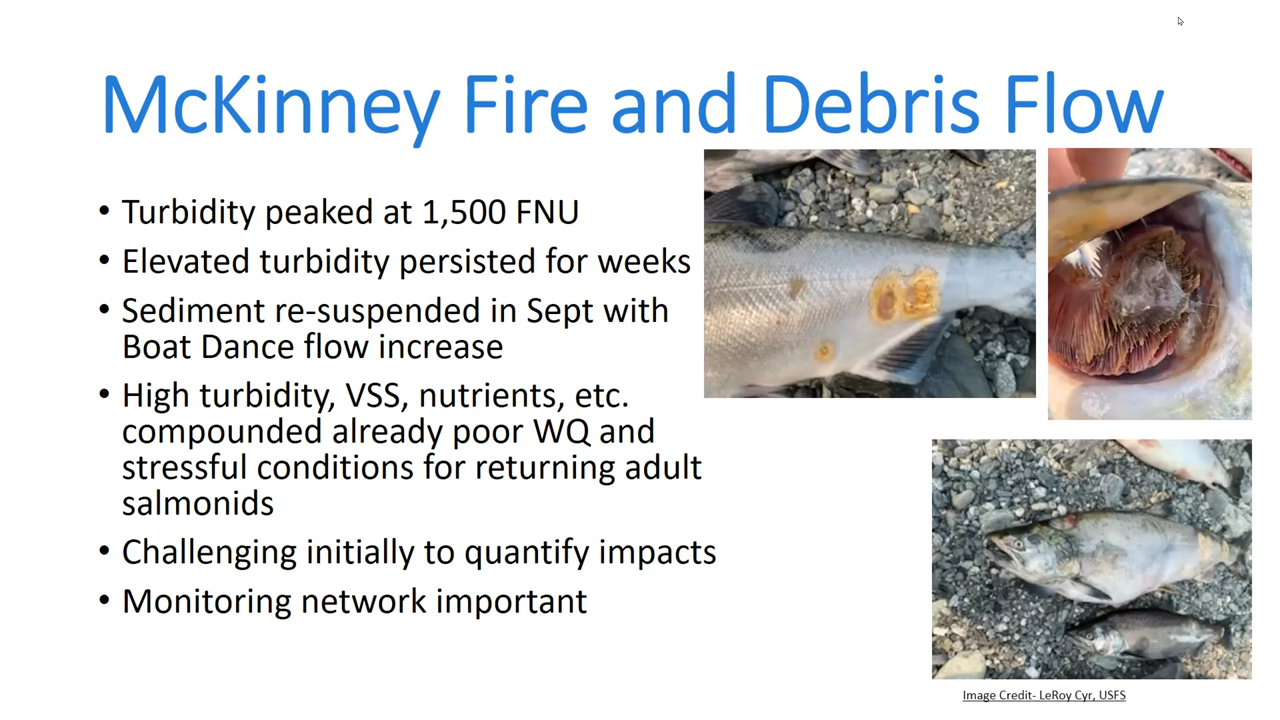 McKinney Fire and Debris Flow
• Turbidity peaked at 1,500 FNU
• Elevated turbidity persisted for weeks
• Sediment re-suspended in Sept with
Boat Dance flow increase
• High turbidity, VSS, nutrients, etc.
compounded already poor WQ and
stressful conditions for returning adult
salmonids
• Challenging initially to quantify impacts
• Monitoring network important
Image Credit- LeRoy Cyr, USFS